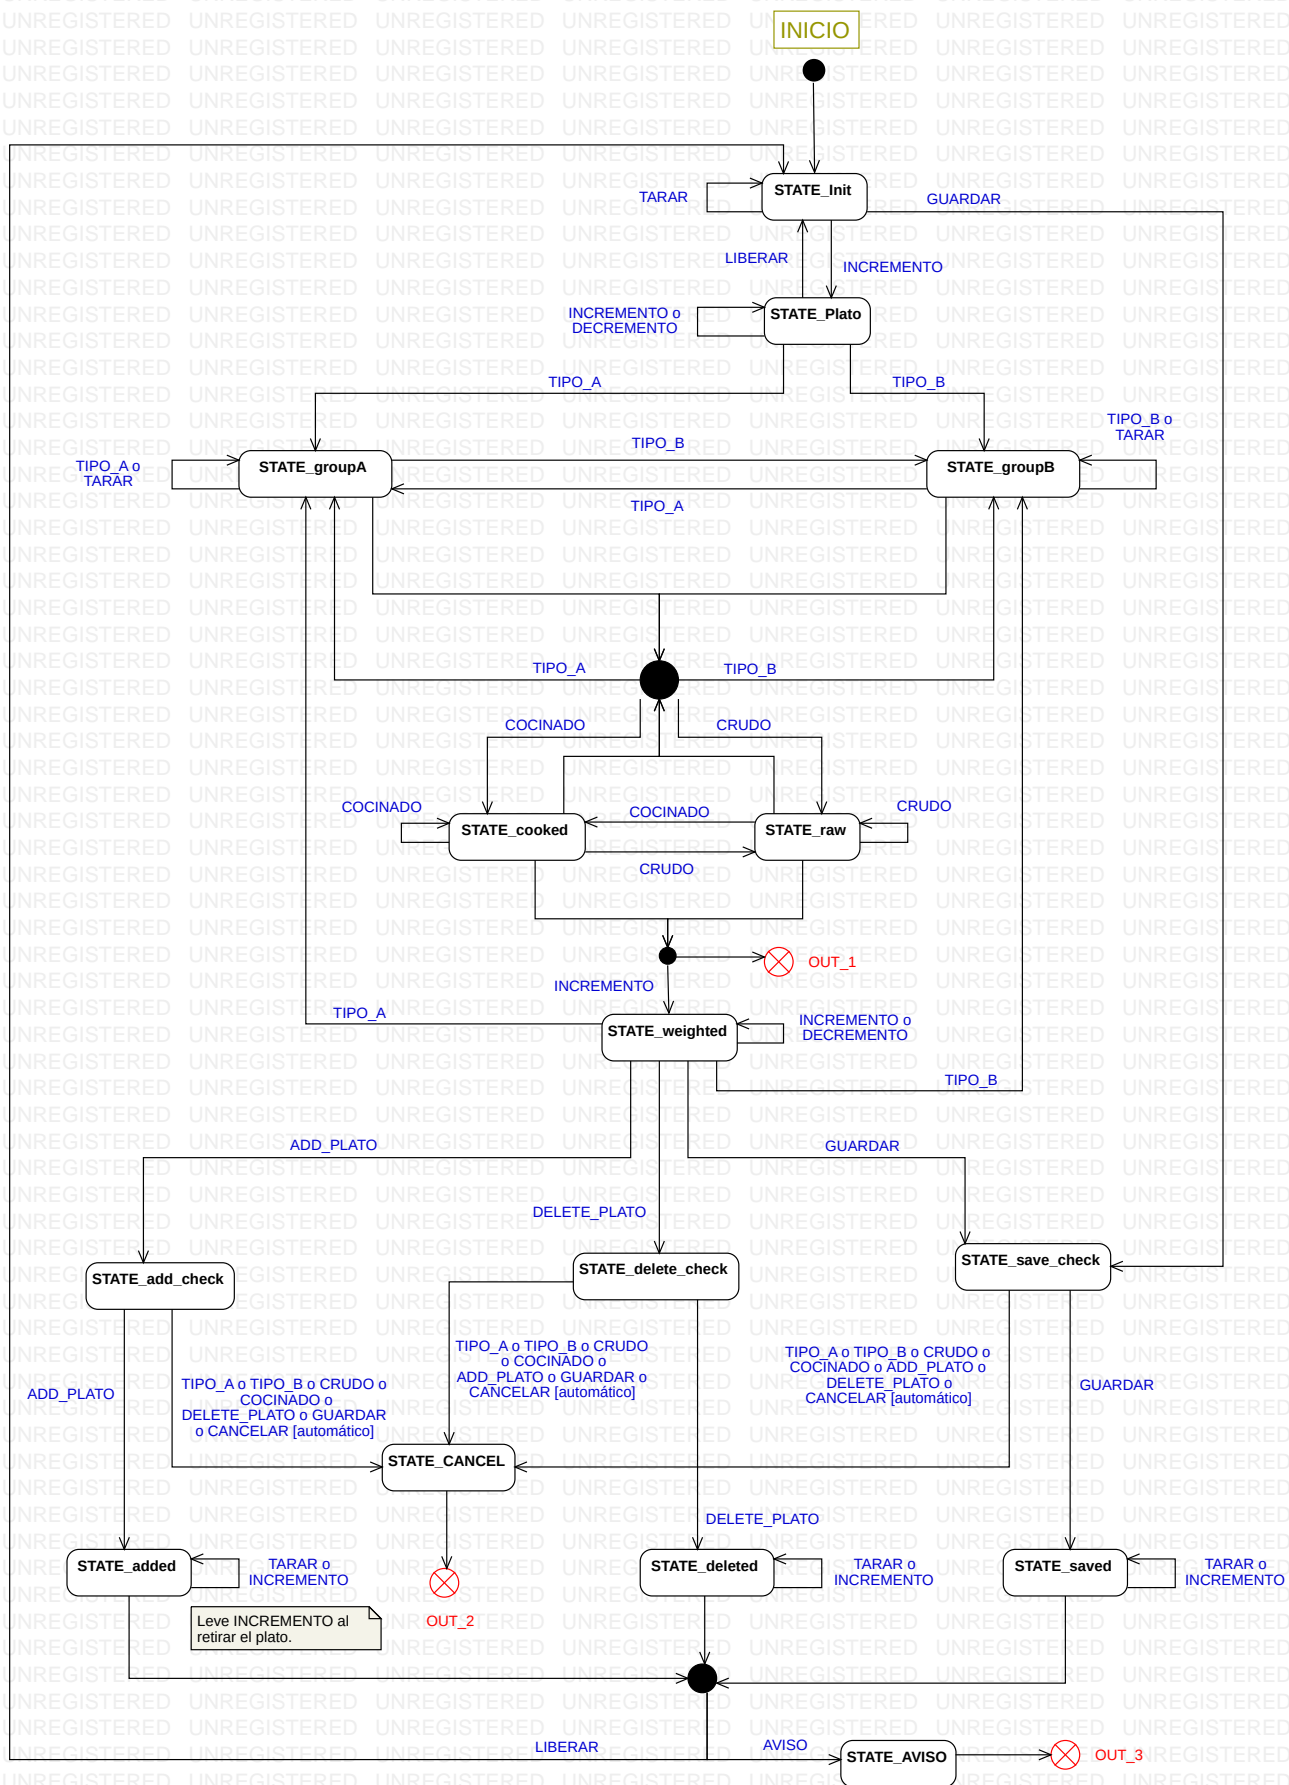 INICIO
STATE_Init
TARAR
GUARDAR
LIBERAR
INCREMENTO
STATE_Plato
INCREMENTO o
DECREMENTO
TIPO_A
TIPO_B
TIPO_B o
TARAR
TIPO_B
STATE_groupA
STATE_groupB
TIPO_A o
TARAR
TIPO_A
TIPO_A
TIPO_B
COCINADO
CRUDO
COCINADO
COCINADO
CRUDO
STATE_cooked
STATE_raw
CRUDO
OUT_1
INCREMENTO
TIPO_A
STATE_weighted
INCREMENTO o
DECREMENTO
TIPO_B
ADD_PLATO
GUARDAR
DELETE_PLATO
STATE_add_check
STATE_delete_check
STATE_save_check
TIPO_A o TIPO_B o CRUDO
o COCINADO o
ADD_PLATO o GUARDAR o
CANCELAR [automático]
TIPO_A o TIPO_B o CRUDO o
COCINADO o ADD_PLATO o
DELETE_PLATO o
CANCELAR [automático]
GUARDAR
ADD_PLATO
TIPO_A o TIPO_B o CRUDO o
COCINADO o
DELETE_PLATO o GUARDAR
o CANCELAR [automático]
STATE_CANCEL
DELETE_PLATO
STATE_added
TARAR o
INCREMENTO
STATE_deleted
TARAR o
INCREMENTO
STATE_saved
TARAR o
INCREMENTO
OUT_2
Leve INCREMENTO al
retirar el plato.
LIBERAR
AVISO
STATE_AVISO
OUT_3
UNREGISTERED